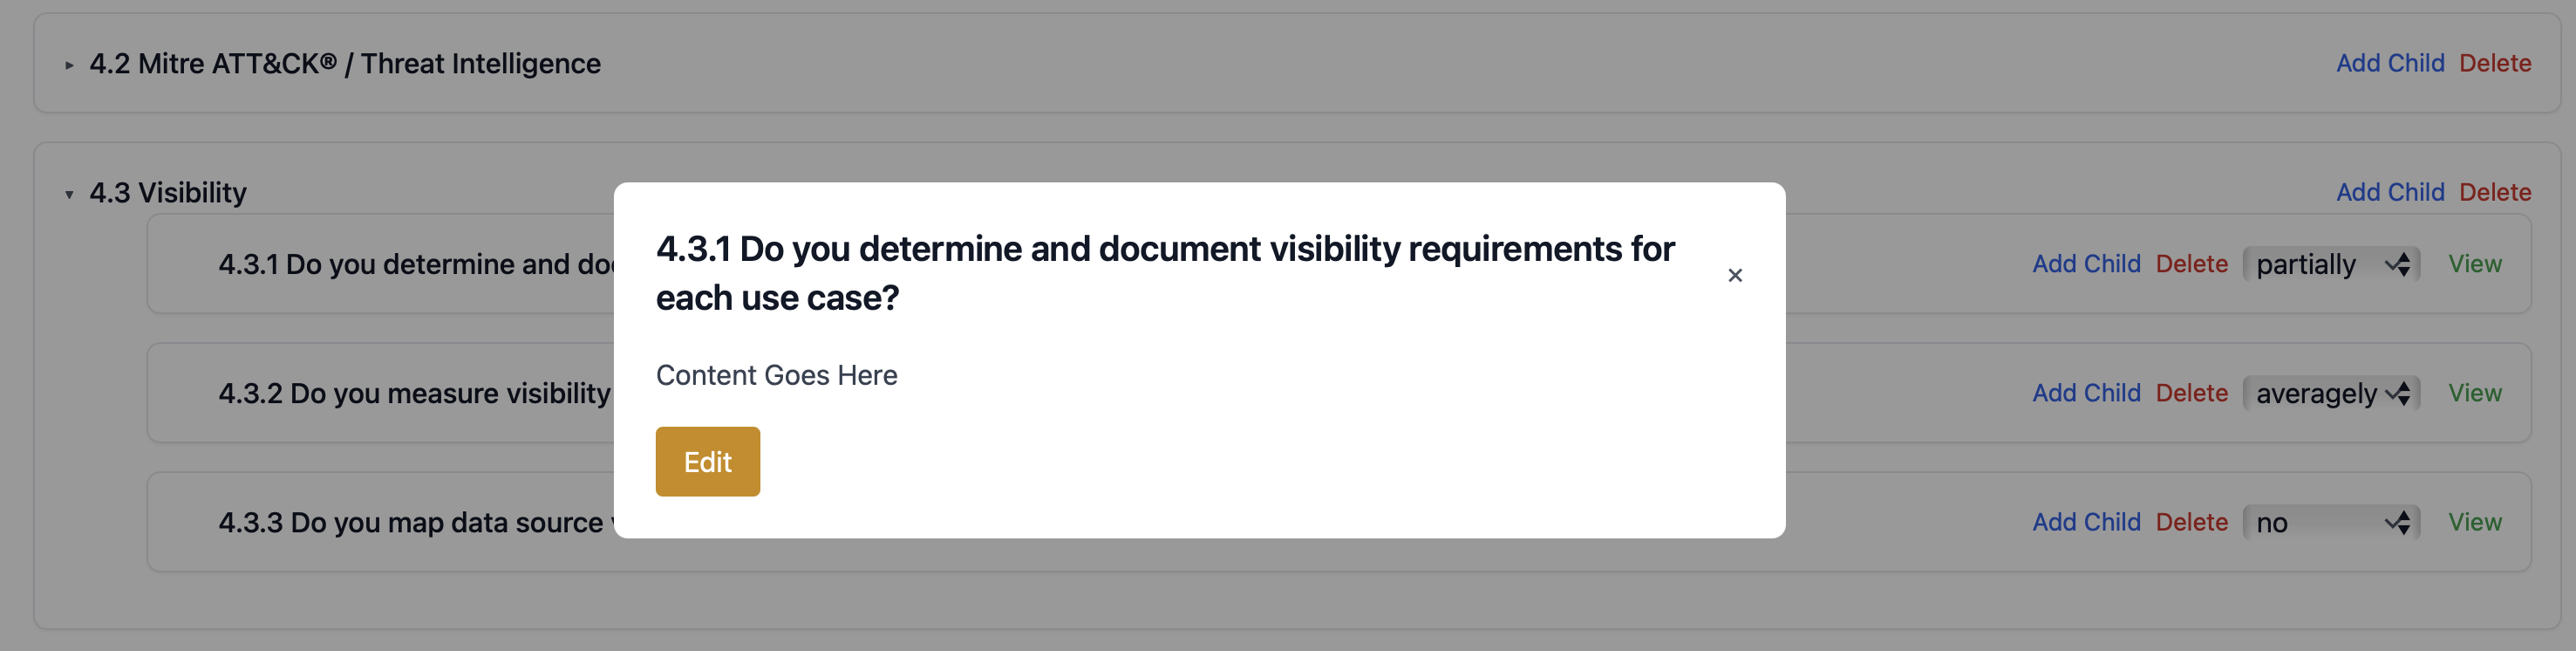 ▸ 4.2 Mitre ATT&CK® / Threat Intelligence Add Child Delete
▾ 4.3 Visibility Add Child Delete
4.3.1 Do you determine and Add Child Delete partially View
4.3.2 Do you measure visibility Add Child Delete averagely View
4.3.3 Do you map data source Add Child Delete no View
4.3.1 Do you determine and document visibility requirements for
each use case?
×
Content Goes Here
Edit